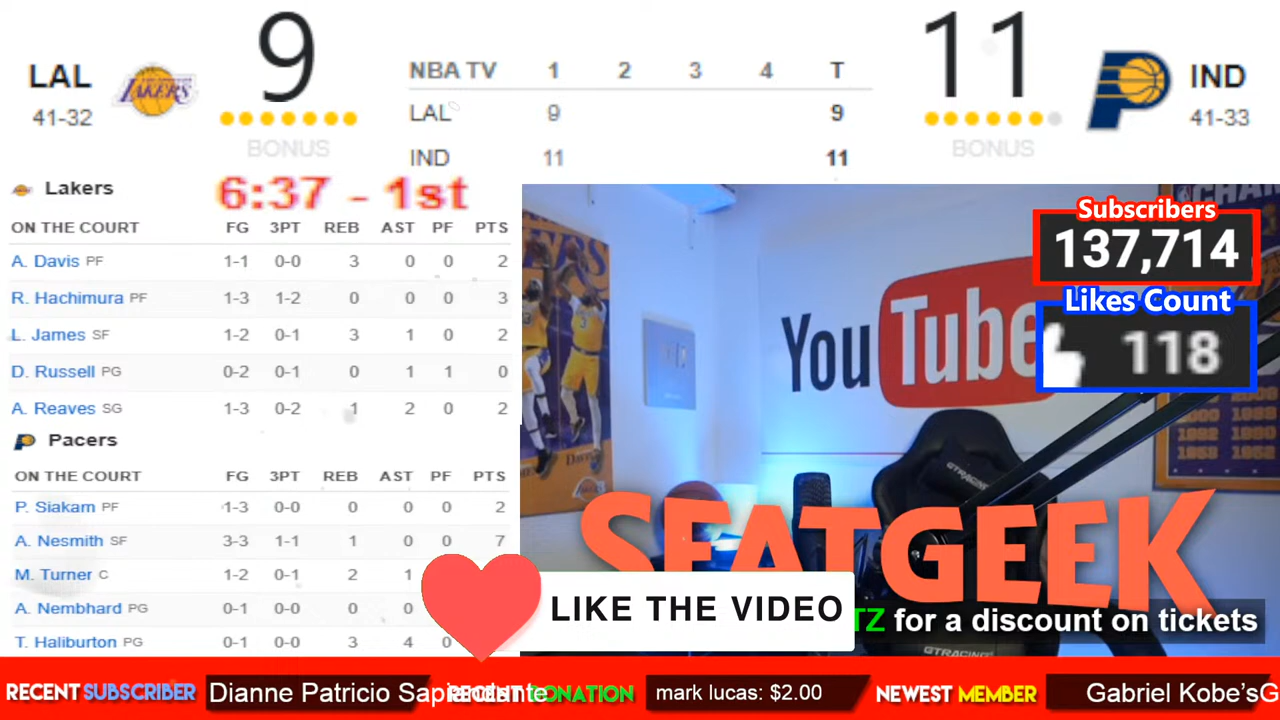 LAL
41-32
LAKERS
9
BONUS
NBA TV 1 2 3 4 T
LAL 9 9
IND 11 11
11
BONUS
IND
41-33
Lakers
6:37 - 1st
ON THE COURT FG 3PT REB AST PF PTS
A. Davis PF 1-1 0-0 3 0 0 2
R. Hachimura PF 1-3 1-2 0 0 0 3
L. James SF 1-2 0-1 3 1 0 2
D. Russell PG 0-2 0-1 0 1 1 0
A. Reaves SG 1-3 0-2 1 2 0 2
Pacers
ON THE COURT FG 3PT REB AST PF PTS
P. Siakam PF 1-3 0-0 0 0 0 2
A. Nesmith SF 3-3 1-1 1 0 0 7
M. Turner C 1-2 0-1 2 1
A. Nembhard PG 0-1 0-0 0 0
T. Haliburton PG 0-1 0-0 3 4 0
Subscribers
137,714
Likes Count
118
YouTube
GTRACING
SEATGEEK
LIKE THE VIDEO
TZ for a discount on tickets
GTRACING
RECENT SUBSCRIBER Dianne Patricio Sapi RECENT DONATION mark lucas: $2.00 NEWEST MEMBER Gabriel Kobe'sG